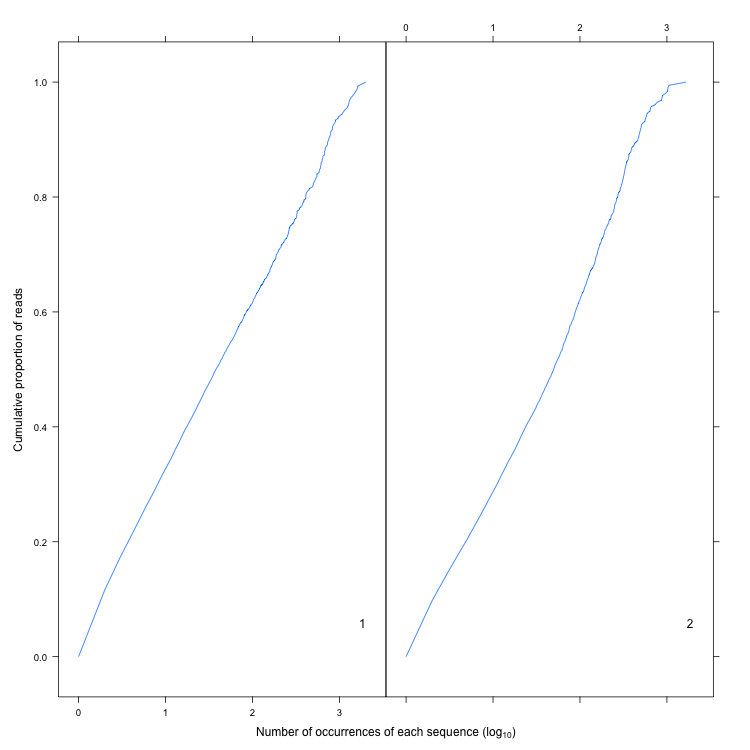 0 1 2 3
1.0
0.8
0.6
0.4
0.2
0.0
Cumulative proportion of reads
1
2
0 1 2 3
Number of occurrences of each sequence (log₁₀)